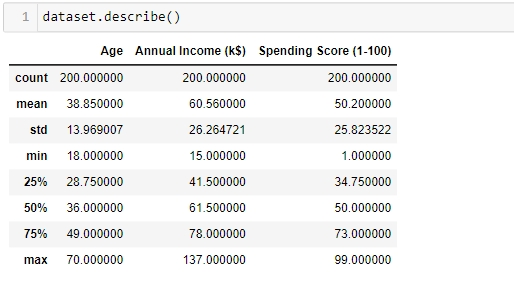 1 dataset.describe()
Age Annual Income (k$) Spending Score (1-100)
count 200.000000 200.000000 200.000000
mean 38.850000 60.560000 50.200000
std 13.969007 26.264721 25.823522
min 18.000000 15.000000 1.000000
25% 28.750000 41.500000 34.750000
50% 36.000000 61.500000 50.000000
75% 49.000000 78.000000 73.000000
max 70.000000 137.000000 99.000000